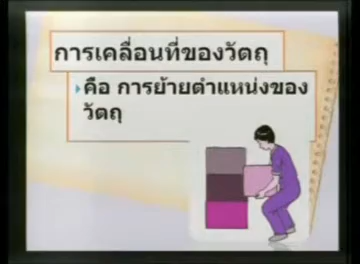 การเคลื่อนที่ของวัตถุ
คือ การย้ายตำแหน่งของ
วัตถุ